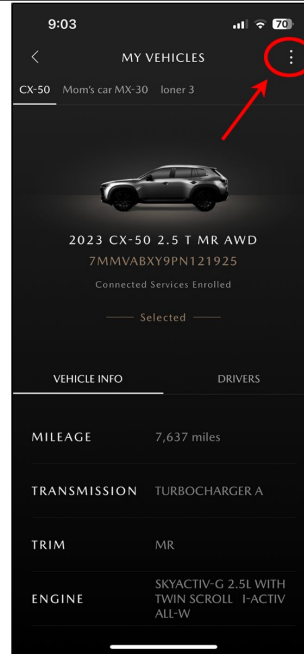 9:03
70
MY VEHICLES
CX-50 Mom's car MX-30 loner 3
2023 CX-50 2.5 T MR AWD
7MMVABXY9PN121925
Connected Services Enrolled
Selected
VEHICLE INFO DRIVERS
MILEAGE 7,637 miles
TRANSMISSION TURBOCHARGER A
TRIM MR
ENGINE SKYACTIV-G 2.5L WITH
TWIN SCROLL I-ACTIV
ALL-W